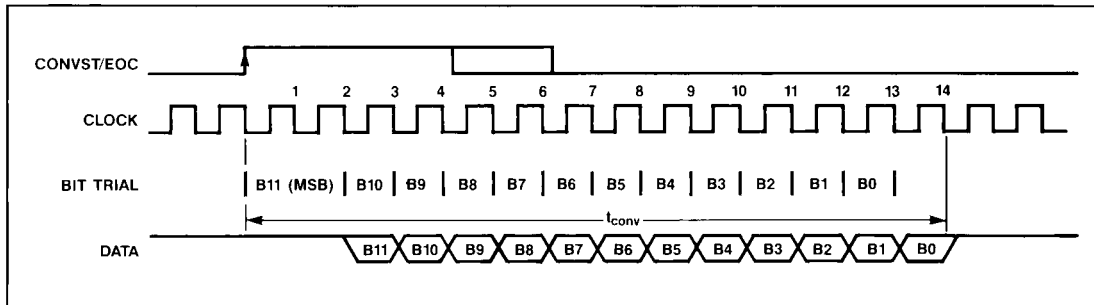 CONVST/EOC
1 2 3 4 5 6 7 8 9 10 11 12 13 14
CLOCK
BIT TRIAL B11 (MSB) B10 B9 B8 B7 B6 B5 B4 B3 B2 B1 B0
tconv
DATA B11 B10 B9 B8 B7 B6 B5 B4 B3 B2 B1 B0